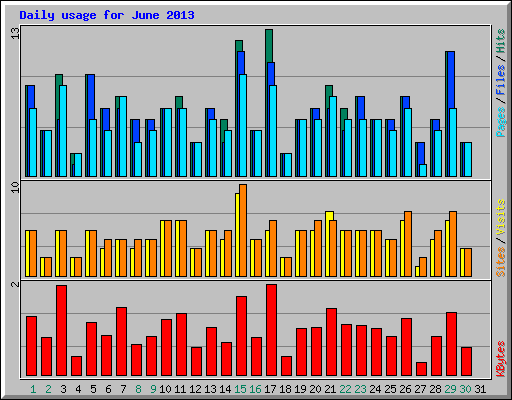 Daily usage for June 2013
13
Pages/Files/Hits
10
Sites/Visits
2
KBytes
1 2 3 4 5 6 7 8 9 10 11 12 13 14 15 16 17 18 19 20 21 22 23 24 25 26 27 28 29 30 31